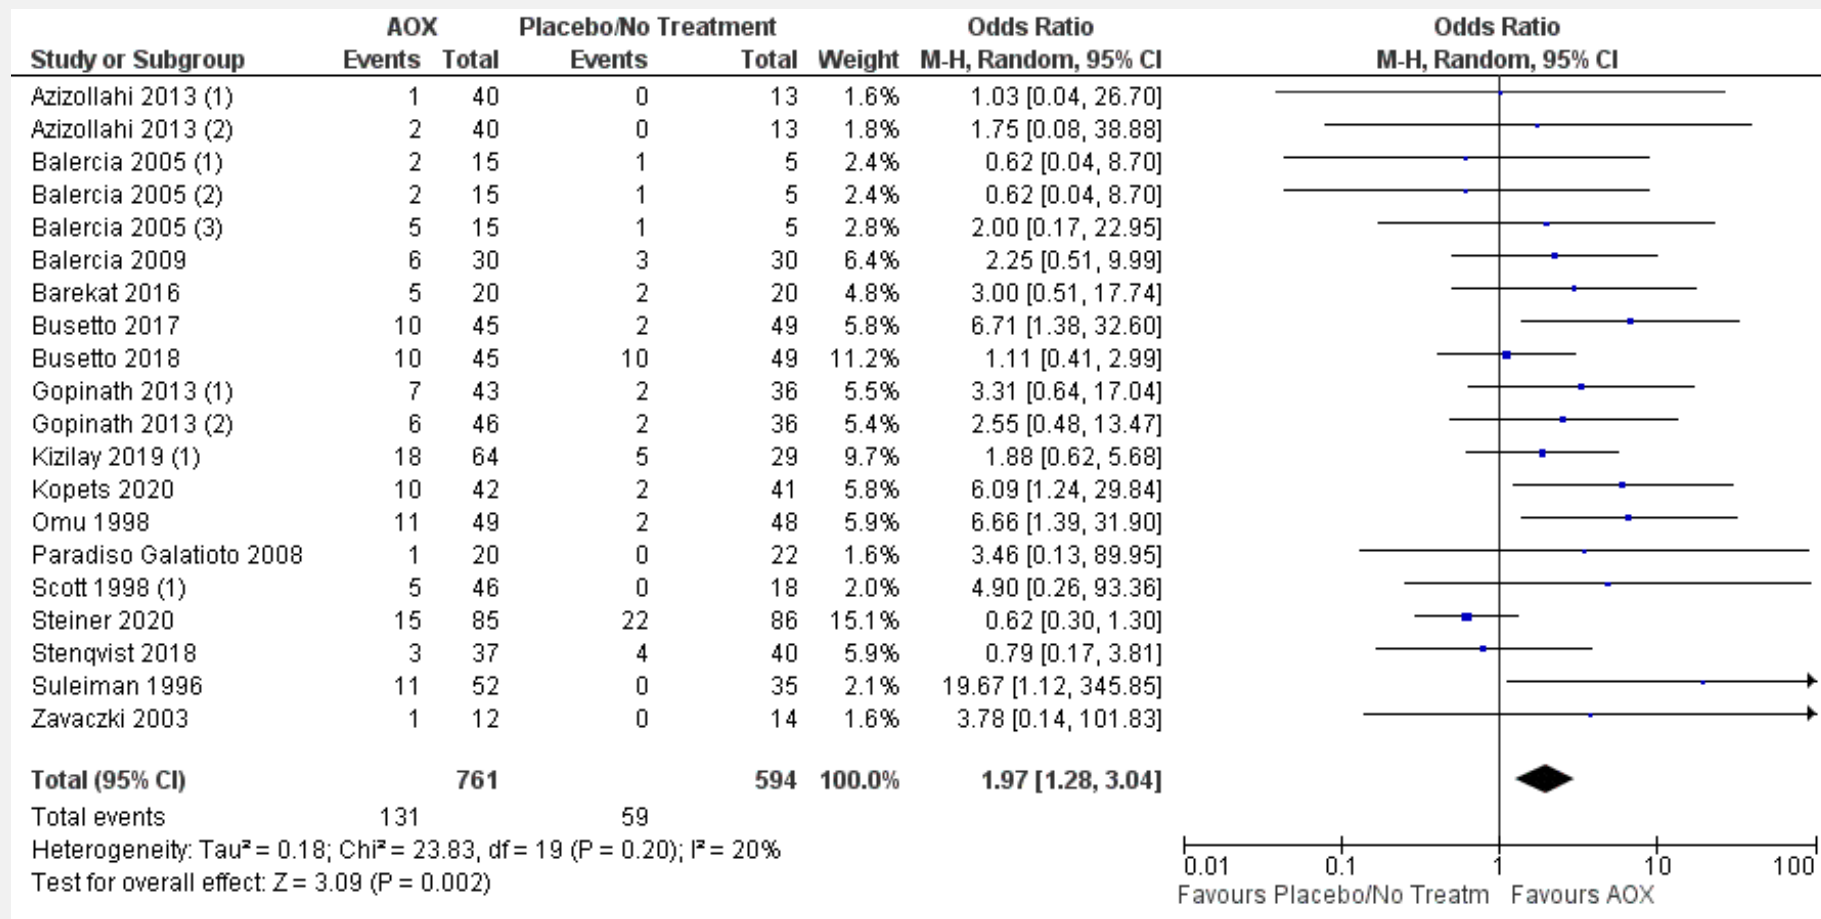 AOX Placebo/No Treatment Odds Ratio Odds Ratio
Study or Subgroup Events Total Events Total Weight M-H, Random, 95% CI M-H, Random, 95% CI
Azizollahi 2013 (1) 1 40 0 13 1.6% 1.03 [0.04, 26.70]
Azizollahi 2013 (2) 2 40 0 13 1.8% 1.75 [0.08, 38.88]
Balercia 2005 (1) 2 15 1 5 2.4% 0.62 [0.04, 8.70]
Balercia 2005 (2) 2 15 1 5 2.4% 0.62 [0.04, 8.70]
Balercia 2005 (3) 5 15 1 5 2.8% 2.00 [0.17, 22.95]
Balercia 2009 6 30 3 30 6.4% 2.25 [0.51, 9.99]
Barekat 2016 5 20 2 20 4.8% 3.00 [0.51, 17.74]
Busetto 2017 10 45 2 49 5.8% 6.71 [1.38, 32.60]
Busetto 2018 10 45 10 49 11.2% 1.11 [0.41, 2.99]
Gopinath 2013 (1) 7 43 2 36 5.5% 3.31 [0.64, 17.04]
Gopinath 2013 (2) 6 46 2 36 5.4% 2.55 [0.48, 13.47]
Kizilay 2019 (1) 18 64 5 29 9.7% 1.88 [0.62, 5.68]
Kopets 2020 10 42 2 41 5.8% 6.09 [1.24, 29.84]
Omu 1998 11 49 2 48 5.9% 6.66 [1.39, 31.90]
Paradiso Galatioto 2008 1 20 0 22 1.6% 3.46 [0.13, 89.95]
Scott 1998 (1) 5 46 0 18 2.0% 4.90 [0.26, 93.36]
Steiner 2020 15 85 22 86 15.1% 0.62 [0.30, 1.30]
Stenqvist 2018 3 37 4 40 5.9% 0.79 [0.17, 3.81]
Suleiman 1996 11 52 0 35 2.1% 19.67 [1.12, 345.85]
Zavaczki 2003 1 12 0 14 1.6% 3.78 [0.14, 101.83]
Total (95% CI) 761 594 100.0% 1.97 [1.28, 3.04]
Total events 131 59
Heterogeneity: Tau² = 0.18; Chi² = 23.83, df = 19 (P = 0.20); I² = 20%
Test for overall effect: Z = 3.09 (P = 0.002)
0.01 0.1 1 10 100
Favours Placebo/No Treatm Favours AOX